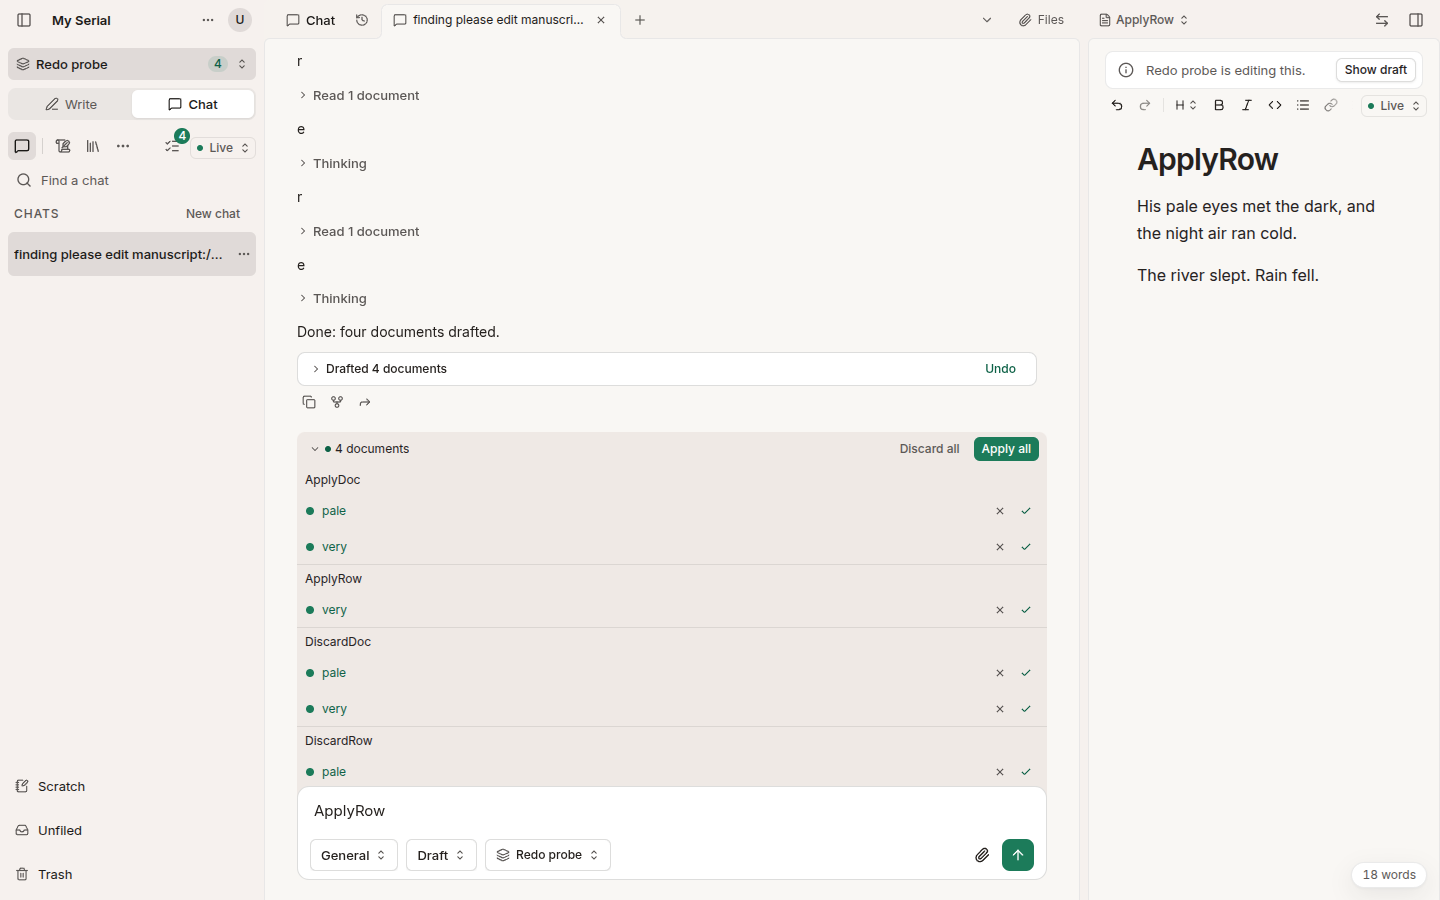 My Serial
U
Redo probe
4
Write
Chat
4
Live
Find a chat
CHATS
New chat
finding please edit manuscript:/...
Scratch
Unfiled
Trash
Chat
finding please edit manuscri...
Files
r
Read 1 document
e
Thinking
r
Read 1 document
e
Thinking
Done: four documents drafted.
Drafted 4 documents
Undo
4 documents
Discard all
Apply all
ApplyDoc
pale
very
ApplyRow
very
DiscardDoc
pale
very
DiscardRow
pale
ApplyRow
General
Draft
Redo probe
ApplyRow
Redo probe is editing this.
Show draft
H
B
I
Live
ApplyRow
His pale eyes met the dark, and
the night air ran cold.
The river slept. Rain fell.
18 words